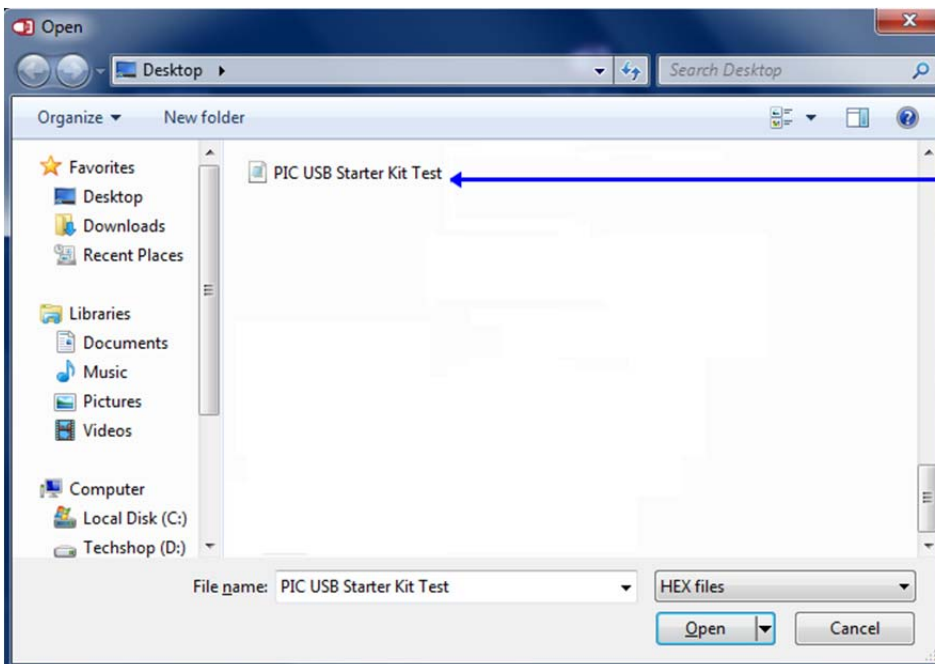 Open
Desktop
Search Desktop
Organize
New folder
Favorites
Desktop
Downloads
Recent Places
Libraries
Documents
Music
Pictures
Videos
Computer
Local Disk (C:)
Techshop (D:)
PIC USB Starter Kit Test
File name: PIC USB Starter Kit Test
HEX files
Open
Cancel